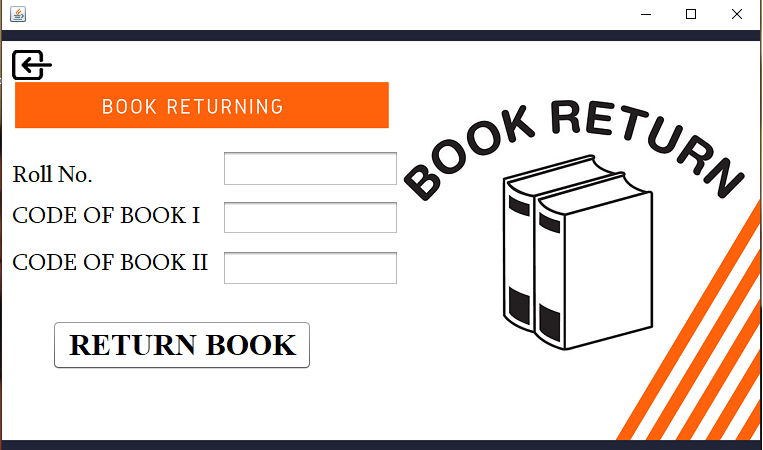 BOOK RETURNING
BOOK RETURN
Roll No.
CODE OF BOOK I
CODE OF BOOK II
RETURN BOOK